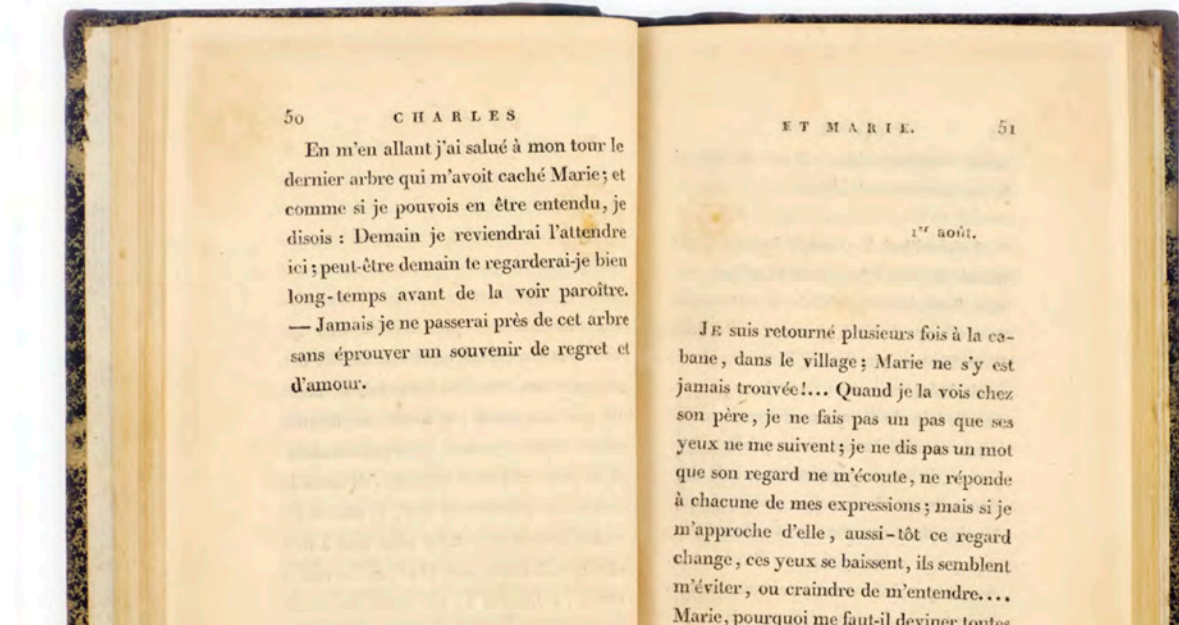 50 CHARLES
En m'en allant j'ai salué à mon tour le
dernier arbre qui m'avoit caché Marie; et
comme si je pouvois en être entendu, je
disois : Demain je reviendrai l'attendre
ici; peut-être demain te regarderai-je bien
long-temps avant de la voir paroître.
— Jamais je ne passerai près de cet arbre
sans éprouver un souvenir de regret et
d'amour.
ET MARIE. 51
1er août.
JE suis retourné plusieurs fois à la ca-
bane, dans le village; Marie ne s'y est
jamais trouvée!... Quand je la vois chez
son père, je ne fais pas un pas que ses
yeux ne me suivent; je ne dis pas un mot
que son regard ne m'écoute, ne réponde
à chacune de mes expressions; mais si je
m'approche d'elle, aussi-tôt ce regard
change, ces yeux se baissent, ils semblent
m'éviter, ou craindre de m'entendre....
Marie, pourquoi me faut-il deviner toutes